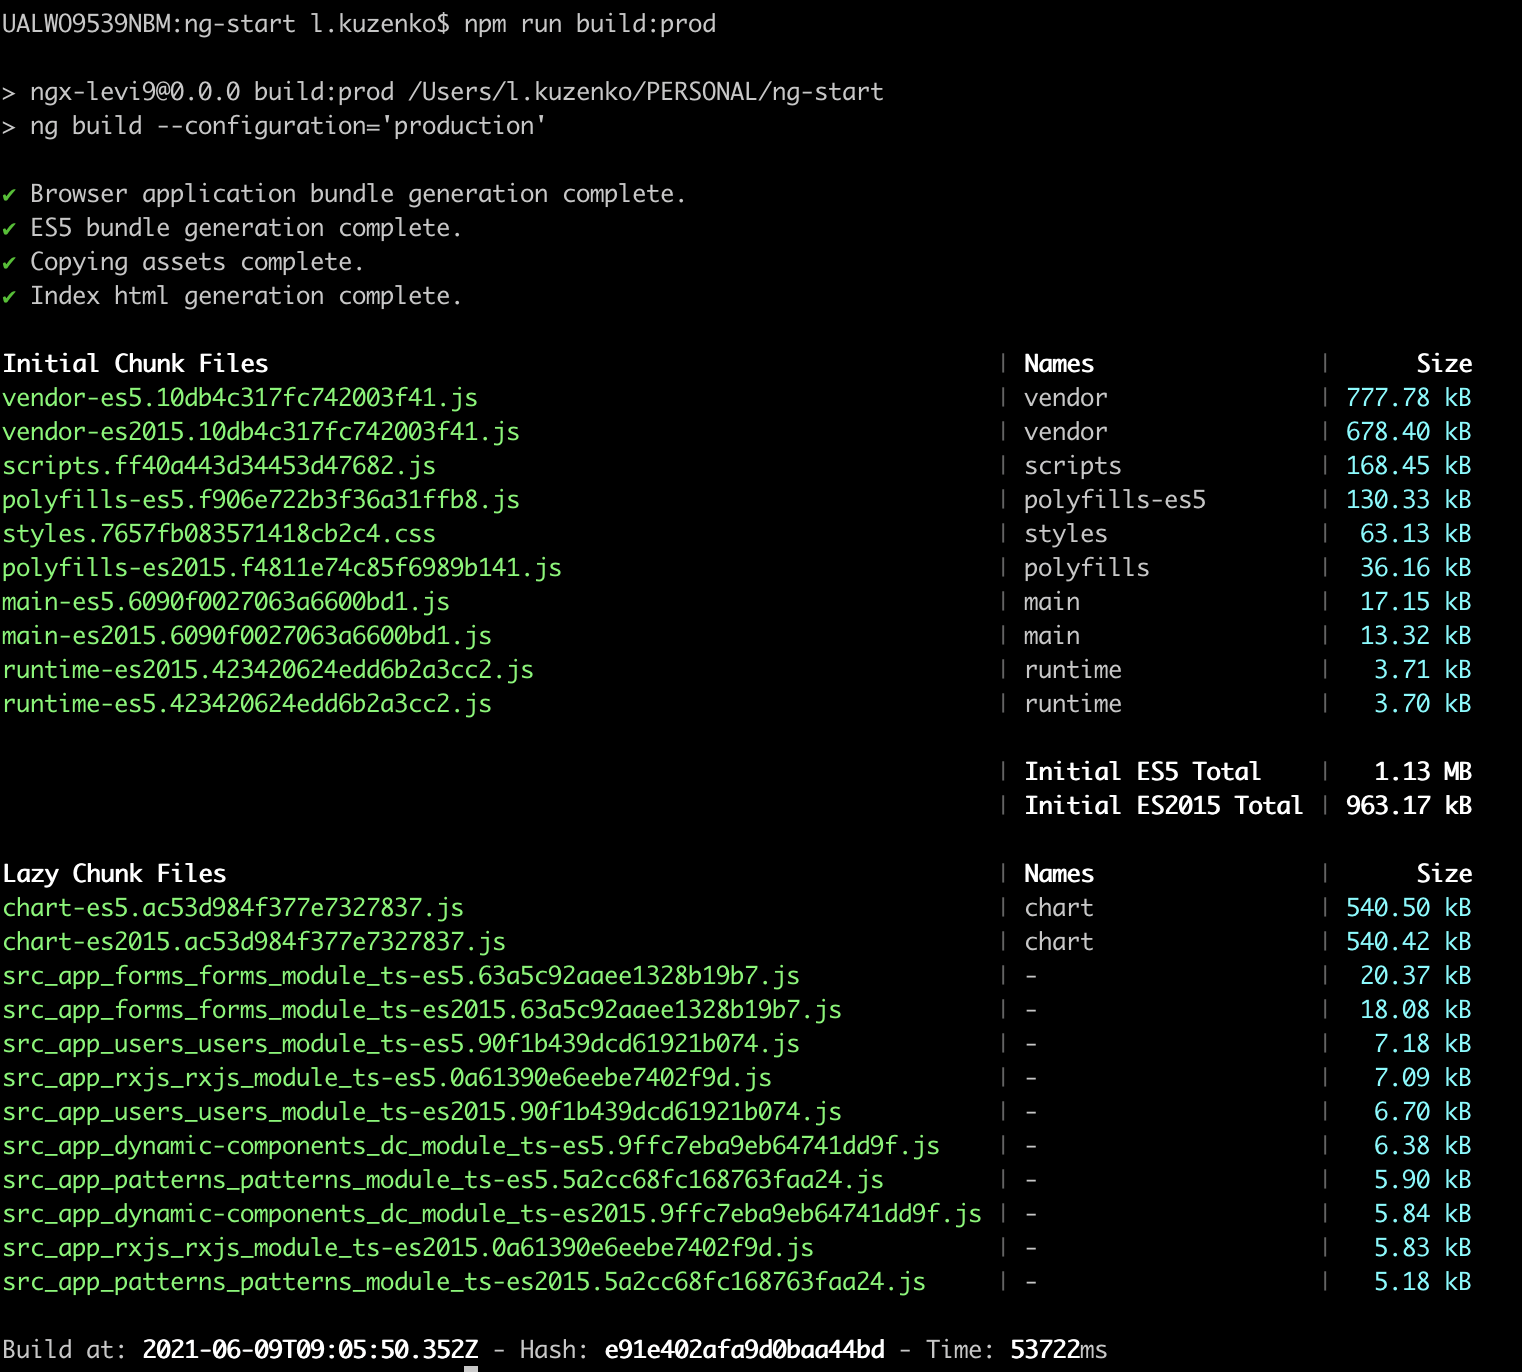 UALWO9539NBM:ng-start l.kuzenko$ npm run build:prod
> ngx-levi9@0.0.0 build:prod /Users/l.kuzenko/PERSONAL/ng-start
> ng build --configuration='production'
✔ Browser application bundle generation complete.
✔ ES5 bundle generation complete.
✔ Copying assets complete.
✔ Index html generation complete.
Initial Chunk Files | Names | Size
vendor-es5.10db4c317fc742003f41.js | vendor | 777.78 kB
vendor-es2015.10db4c317fc742003f41.js | vendor | 678.40 kB
scripts.ff40a443d34453d47682.js | scripts | 168.45 kB
polyfills-es5.f906e722b3f36a31ffb8.js | polyfills-es5 | 130.33 kB
styles.7657fb083571418cb2c4.css | styles | 63.13 kB
polyfills-es2015.f4811e74c85f6989b141.js | polyfills | 36.16 kB
main-es5.6090f0027063a6600bd1.js | main | 17.15 kB
main-es2015.6090f0027063a6600bd1.js | main | 13.32 kB
runtime-es2015.423420624edd6b2a3cc2.js | runtime | 3.71 kB
runtime-es5.423420624edd6b2a3cc2.js | runtime | 3.70 kB
| Initial ES5 Total | 1.13 MB
| Initial ES2015 Total | 963.17 kB
Lazy Chunk Files | Names | Size
chart-es5.ac53d984f377e7327837.js | chart | 540.50 kB
chart-es2015.ac53d984f377e7327837.js | chart | 540.42 kB
src_app_forms_forms_module_ts-es5.63a5c92aaee1328b19b7.js | - | 20.37 kB
src_app_forms_forms_module_ts-es2015.63a5c92aaee1328b19b7.js | - | 18.08 kB
src_app_users_users_module_ts-es5.90f1b439dcd61921b074.js | - | 7.18 kB
src_app_rxjs_rxjs_module_ts-es5.0a61390e6eebe7402f9d.js | - | 7.09 kB
src_app_users_users_module_ts-es2015.90f1b439dcd61921b074.js | - | 6.70 kB
src_app_dynamic-components_dc_module_ts-es5.9ffc7eba9eb64741dd9f.js | - | 6.38 kB
src_app_patterns_patterns_module_ts-es5.5a2cc68fc168763faa24.js | - | 5.90 kB
src_app_dynamic-components_dc_module_ts-es2015.9ffc7eba9eb64741dd9f.js | - | 5.84 kB
src_app_rxjs_rxjs_module_ts-es2015.0a61390e6eebe7402f9d.js | - | 5.83 kB
src_app_patterns_patterns_module_ts-es2015.5a2cc68fc168763faa24.js | - | 5.18 kB
Build at: 2021-06-09T09:05:50.352Z - Hash: e91e402afa9d0baa44bd - Time: 53722ms